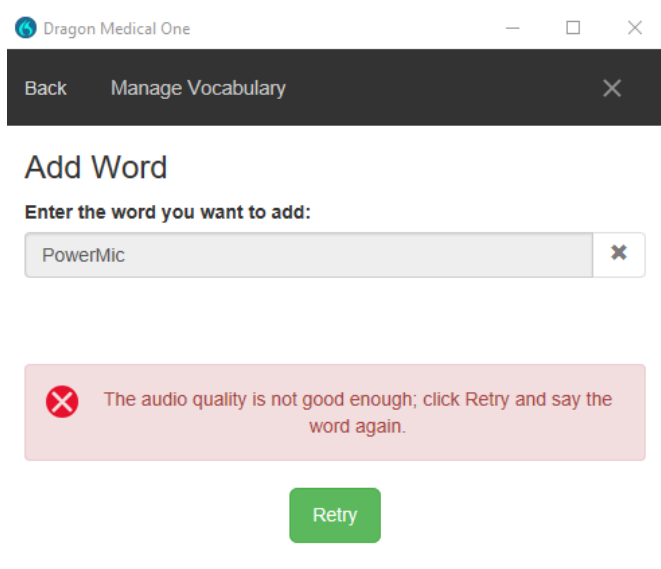 Dragon Medical One
Back Manage Vocabulary
Add Word
Enter the word you want to add:
PowerMic
The audio quality is not good enough; click Retry and say the
word again.
Retry